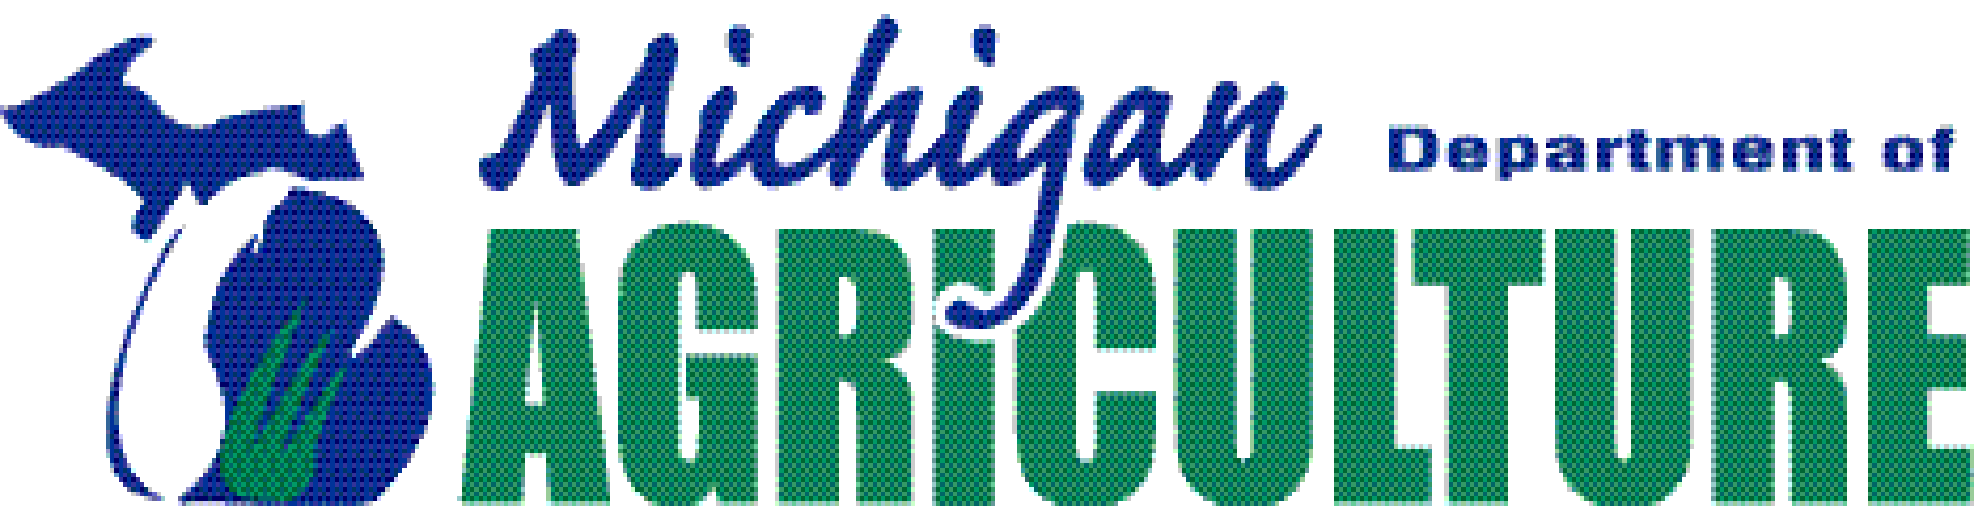 Michigan Department of
AGRiCULTURE